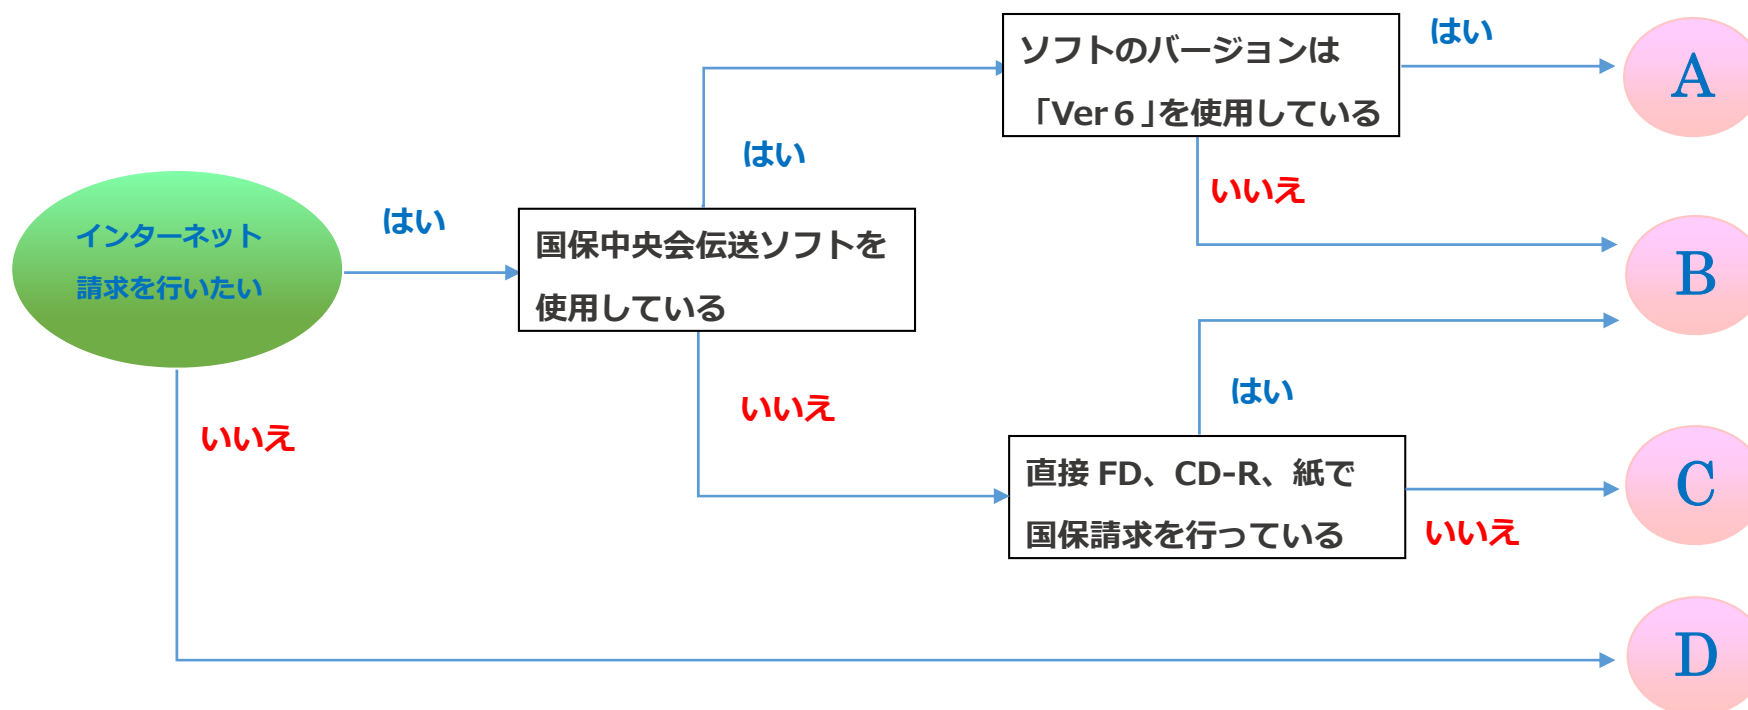 インターネット
請求を行いたい
はい
いいえ
国保中央会伝送ソフトを
使用している
はい
いいえ
ソフトのバージョンは
「Ver６」を使用している
はい
いいえ
直接 FD、CD-R、紙で
国保請求を行っている
はい
いいえ
A
B
C
D